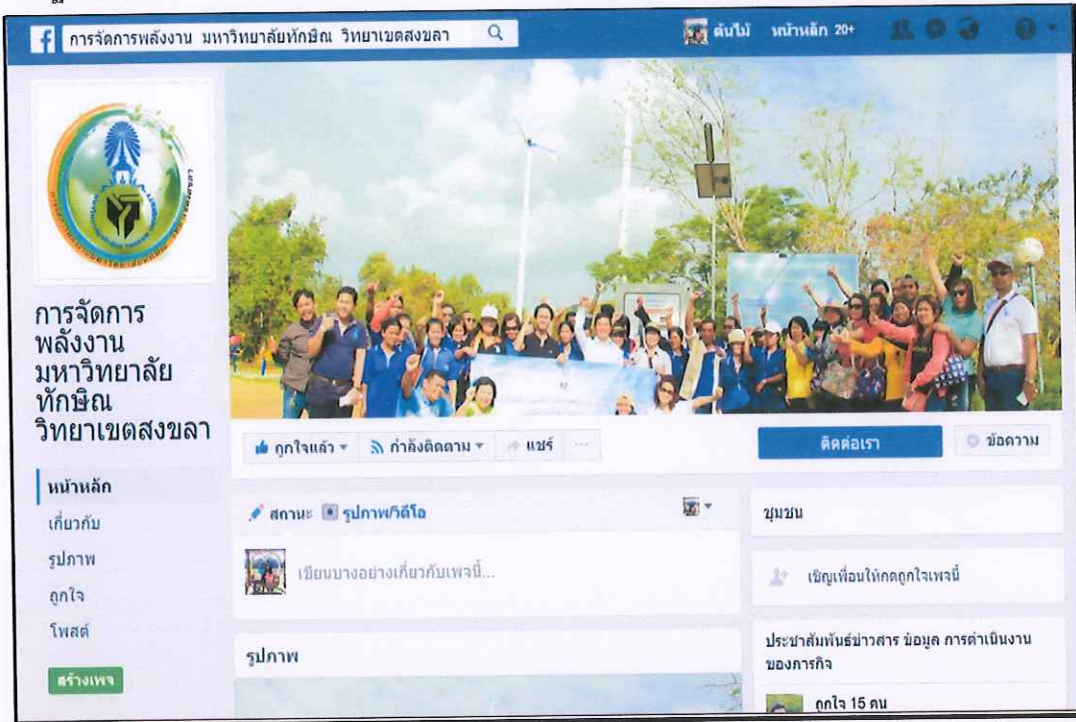 การจัดการพลังงาน มหาวิทยาลัยทักษิณ วิทยาเขตสงขลา
ต้นไม้ หน้าหลัก 20+
การจัดการ
พลังงาน
มหาวิทยาลัย
ทักษิณ
วิทยาเขตสงขลา
ถูกใจแล้ว กำลังติดตาม แชร์ ...
ติดต่อเรา ข้อความ
หน้าหลัก
เกี่ยวกับ
รูปภาพ
ถูกใจ
โพสต์
สร้างเพจ
สถานะ รูปภาพ/วิดีโอ
เขียนบางอย่างเกี่ยวกับเพจนี้...
รูปภาพ
ชุมชน
เชิญเพื่อนให้กดถูกใจเพจนี้
ประชาสัมพันธ์ข่าวสาร ข้อมูล การดำเนินงาน
ของภารกิจ
ถูกใจ 15 คน